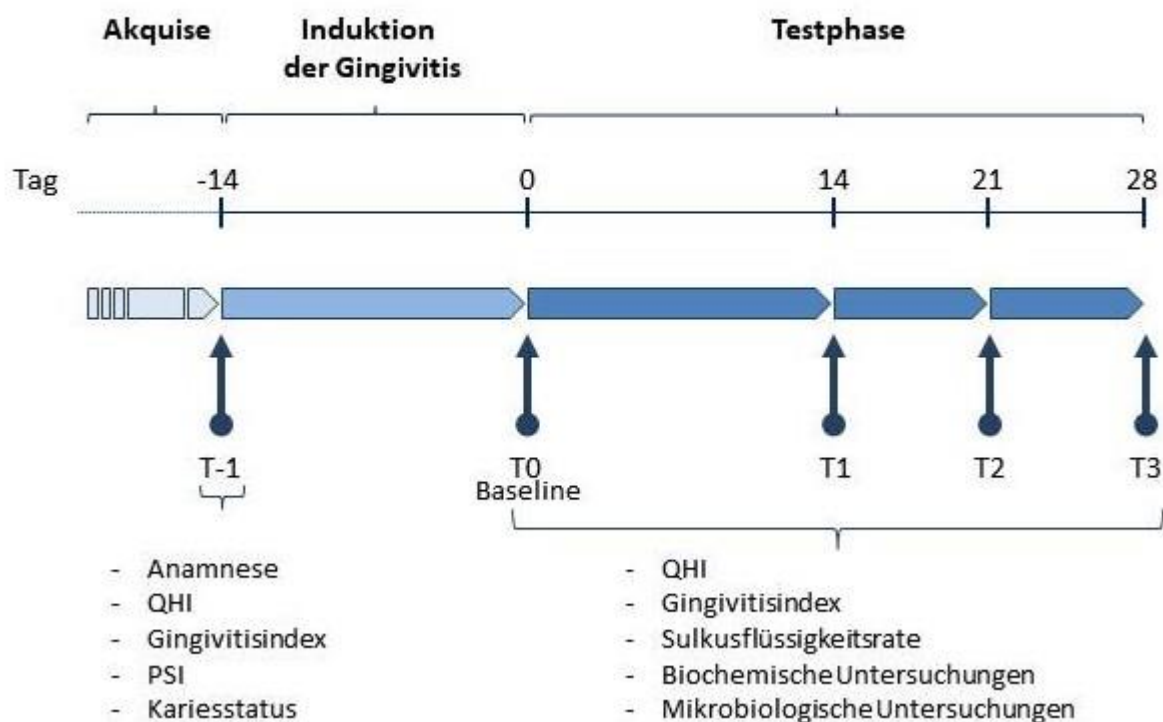 Akquise
Induktion
der Gingivitis
Testphase
Tag -14 0 14 21 28
T-1 T0 T1 T2 T3
Baseline
- Anamnese
- QHI
- Gingivitisindex
- PSI
- Kariesstatus
- QHI
- Gingivitisindex
- Sulkusflüssigkeitsrate
- Biochemische Untersuchungen
- Mikrobiologische Untersuchungen